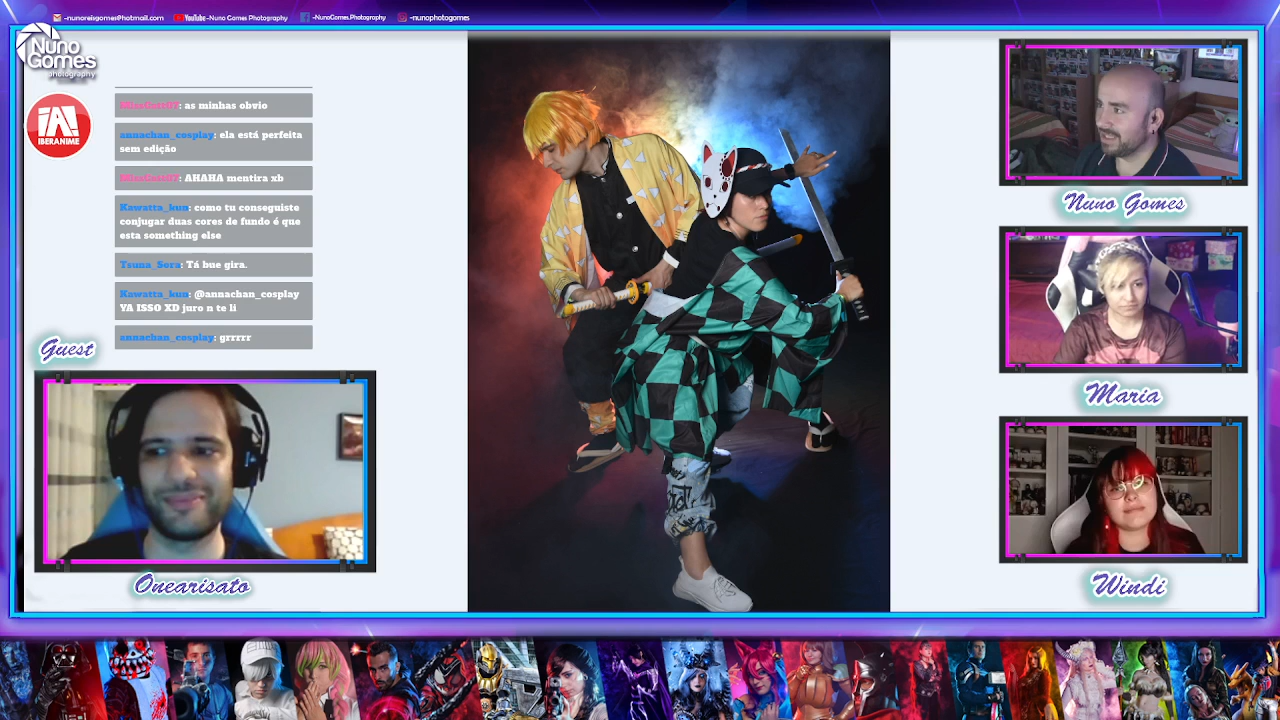 -nunoreisgomes@hotmail.com
YouTube -Nuno Gomes Photography
-NunoGomes.Photography
-nunophotogomes
Nuno
Gomes
photography
IBERANIME
: as minhas obvio
annachan_cosplay: ela está perfeita
sem edição
: AHAHA mentira xb
Kawatta_kun: como tu conseguiste
conjugar duas cores de fundo é que
esta something else
Tsuna_Sora: Tá bue gira.
Kawatta_kun: @annachan_cosplay
YA ISSO XD juro n te li
annachan_cosplay: grrrrr
Guest
Onearisato
Nuno Gomes
Maria
Windi